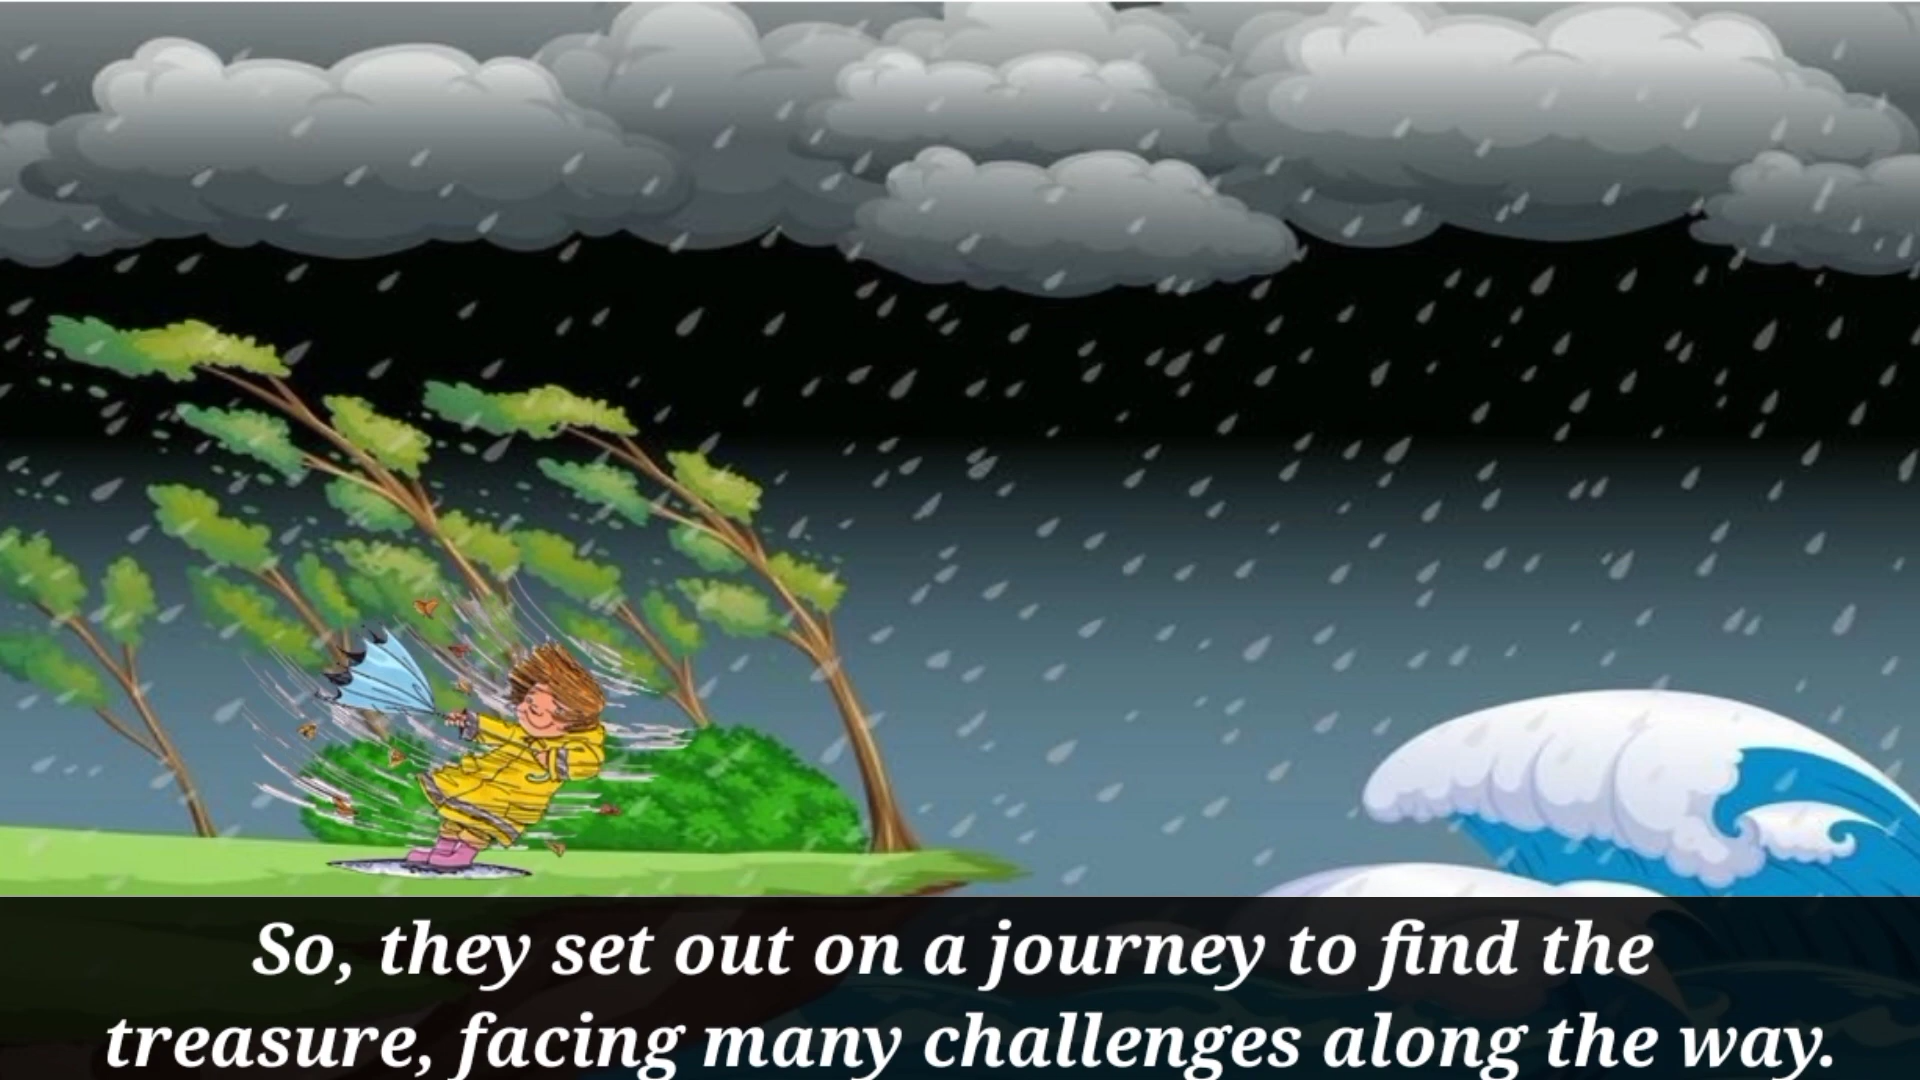 So, they set out on a journey to find the
treasure, facing many challenges along the way.